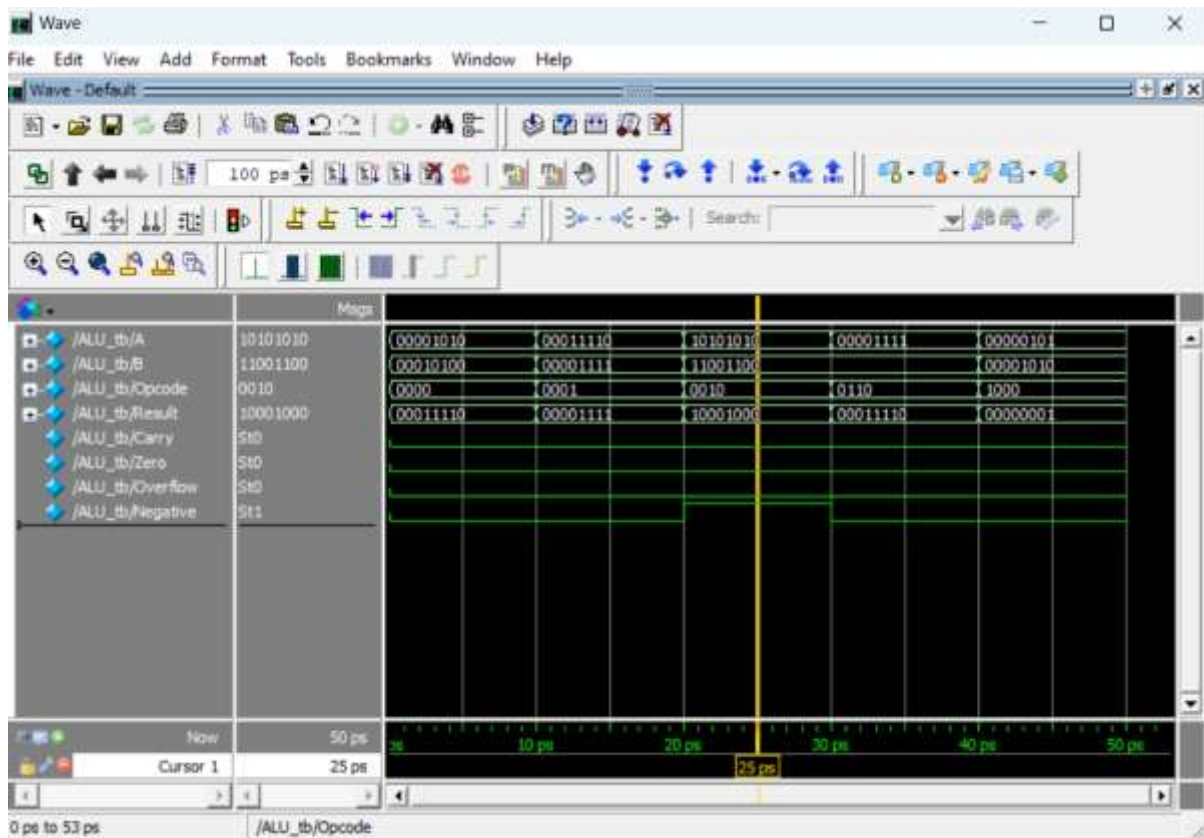 Wave
File Edit View Add Format Tools Bookmarks Window Help
Wave - Default
100 ps
Search:
Msgs
/ALU_tb/A 10101010 00001010 00011110 10101010 00001111 00000101
/ALU_tb/B 11001100 00010100 00001111 11001100 00001010
/ALU_tb/Opcode 0010 0000 0001 0010 0110 1000
/ALU_tb/Result 10001000 00011110 00001111 10001000 00011110 00000001
/ALU_tb/Carry St0
/ALU_tb/Zero St0
/ALU_tb/Overflow St0
/ALU_tb/Negative St1
Now 50 ps ps 10 ps 20 ps 30 ps 40 ps 50 ps
Cursor 1 25 ps 25 ps
0 ps to 53 ps /ALU_tb/Opcode